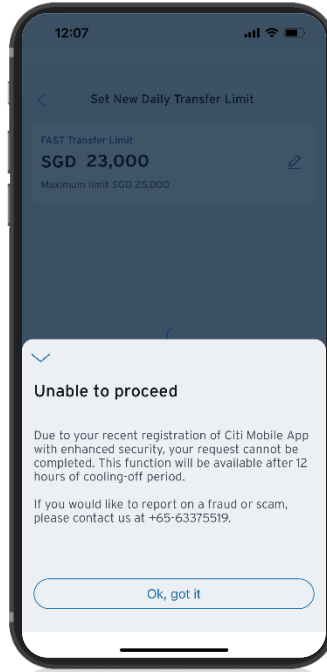 12:07
Set New Daily Transfer Limit
FAST Transfer Limit
SGD 23,000
Maximum limit SGD 25,000
Unable to proceed
Due to your recent registration of Citi Mobile App
with enhanced security, your request cannot be
completed. This function will be available after 12
hours of cooling-off period.
If you would like to report on a fraud or scam,
please contact us at +65-63375519.
Ok, got it